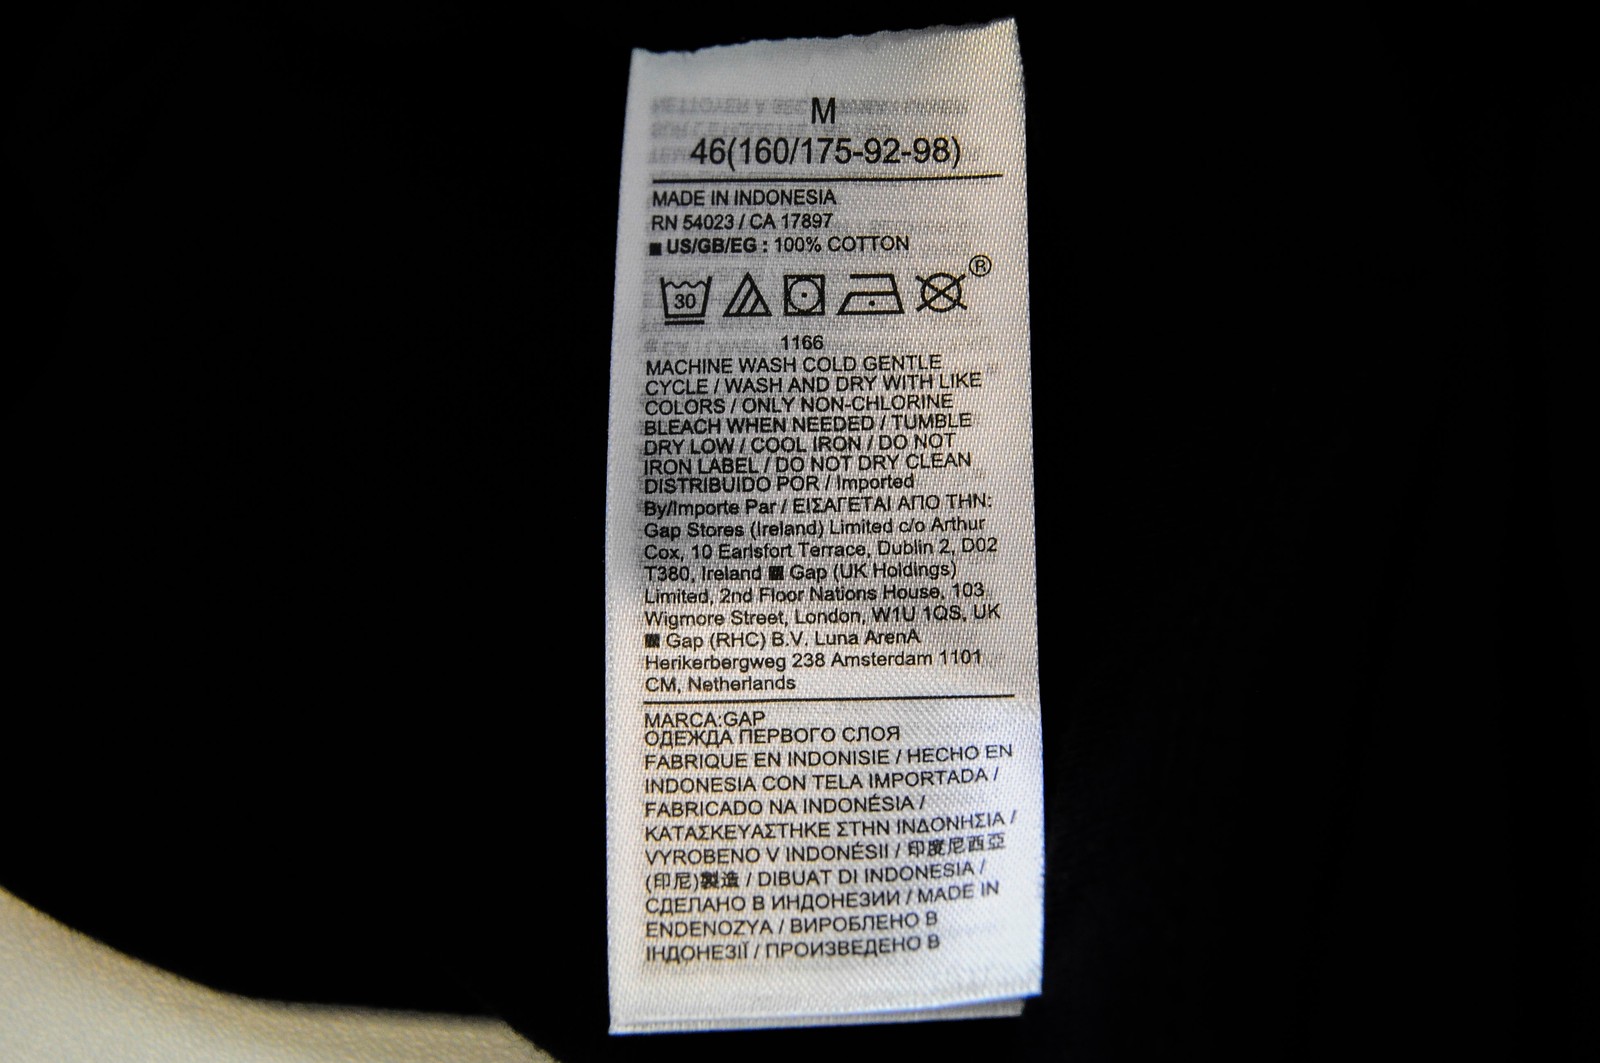 M
46(160/175-92-98)
MADE IN INDONESIA
RN 54023 / CA 17897
■ US/GB/EG : 100% COTTON
30
®
1166
MACHINE WASH COLD GENTLE
CYCLE / WASH AND DRY WITH LIKE
COLORS / ONLY NON-CHLORINE
BLEACH WHEN NEEDED / TUMBLE
DRY LOW / COOL IRON / DO NOT
IRON LABEL / DO NOT DRY CLEAN
DISTRIBUIDO POR / Imported
By/Importe Par / ΕΙΣΑΓΕΤΑΙ ΑΠΟ ΤΗΝ:
Gap Stores (Ireland) Limited c/o Arthur
Cox, 10 Earlsfort Terrace, Dublin 2, D02
T380, Ireland ■ Gap (UK Holdings)
Limited, 2nd Floor Nations House, 103
Wigmore Street, London, W1U 1QS, UK
■ Gap (RHC) B.V. Luna ArenA
Herikerbergweg 238 Amsterdam 1101
CM, Netherlands
MARCA:GAP
ОДЕЖДА ПЕРВОГО СЛОЯ
FABRIQUE EN INDONISIE / HECHO EN
INDONESIA CON TELA IMPORTADA /
FABRICADO NA INDONÉSIA /
ΚΑΤΑΣΚΕΥΑΣΤΗΚΕ ΣΤΗΝ ΙΝΔΟΝΗΣΙΑ /
VYROBENO V INDONÉSII / 印度尼西亞
(印尼)製造 / DIBUAT DI INDONESIA /
СДЕЛАНО В ИНДОНЕЗИИ / MADE IN
ENDENOZYA / ВИРОБЛЕНО В
ІНДОНЕЗІЇ / ПРОИЗВЕДЕНО В